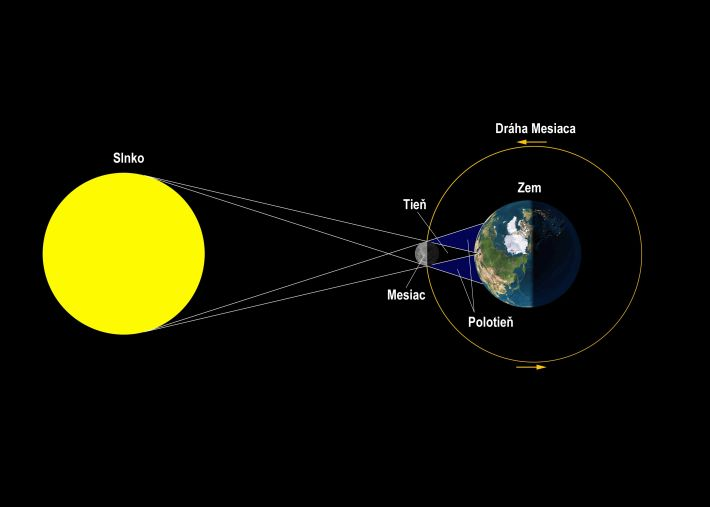 Dráha Mesiaca
Slnko
Zem
Tieň
Mesiac
Polotieň